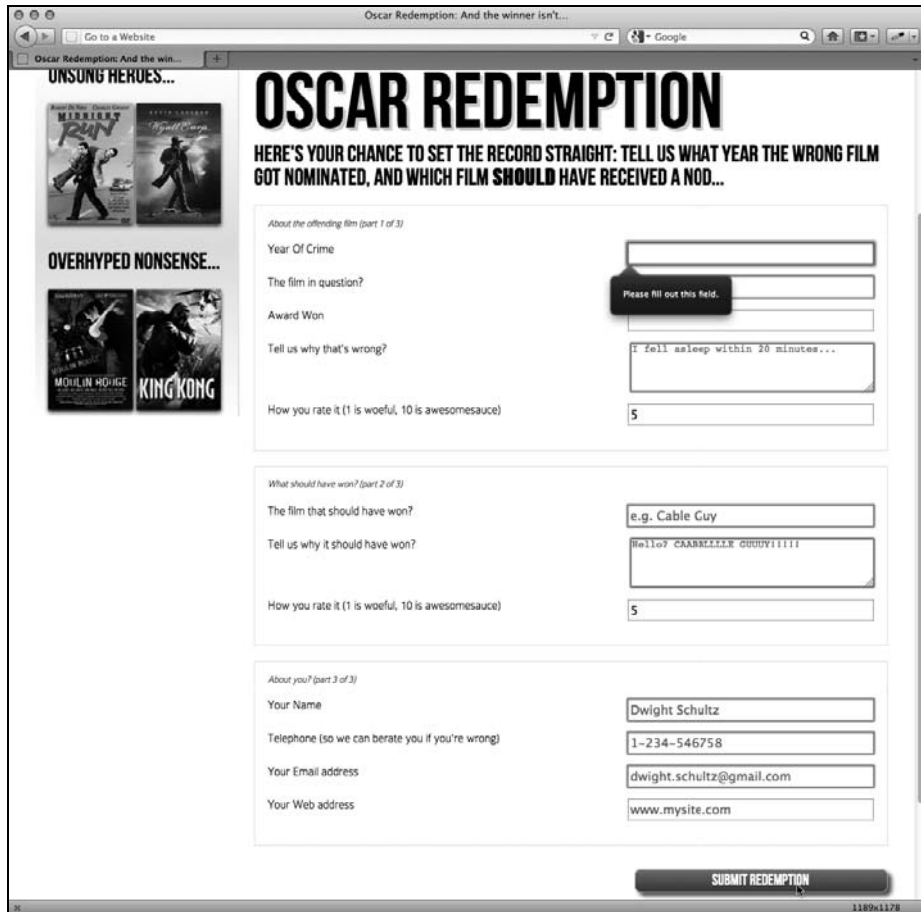 Oscar Redemption: And the winner isn't...
Go to a Website
Google
Oscar Redemption: And the win...
UNSUNG HEROES...
MIDNIGHT
RUN
Wyatt Earp
OVERHYPED NONSENSE...
MOULIN ROUGE
KING KONG
OSCAR REDEMPTION
HERE'S YOUR CHANCE TO SET THE RECORD STRAIGHT: TELL US WHAT YEAR THE WRONG FILM
GOT NOMINATED, AND WHICH FILM SHOULD HAVE RECEIVED A NOD...
About the offending film (part 1 of 3)
Year Of Crime
The film in question?
Please fill out this field.
Award Won
Tell us why that's wrong?
I fell asleep within 20 minutes...
How you rate it (1 is woeful, 10 is awesomesauce)
5
What should have won? (part 2 of 3)
The film that should have won?
e.g. Cable Guy
Tell us why it should have won?
Hello? CAABBLLLLE GUUUY!!!!!
How you rate it (1 is woeful, 10 is awesomesauce)
5
About you? (part 3 of 3)
Your Name
Dwight Schultz
Telephone (so we can berate you if you're wrong)
1-234-546758
Your Email address
dwight.schultz@gmail.com
Your Web address
www.mysite.com
SUBMIT REDEMPTION
1189x1178